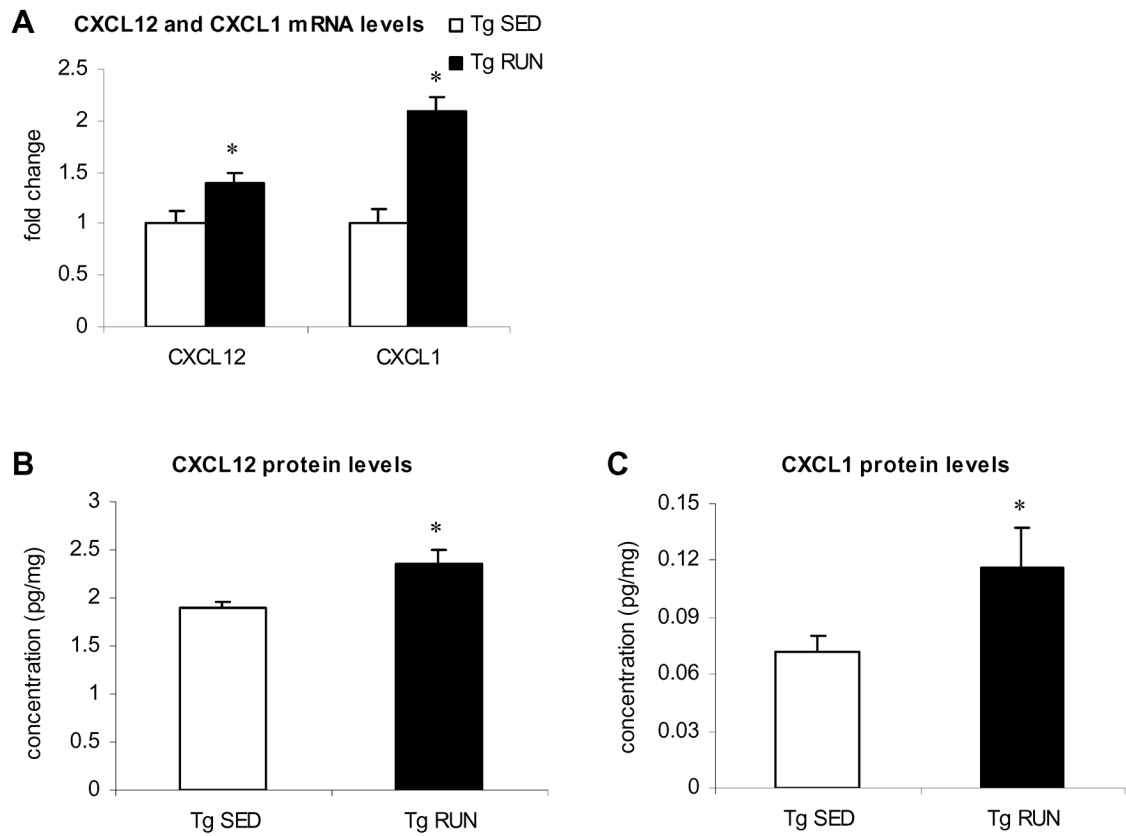 A
CXCL12 and CXCL1 mRNA levels
Tg SED
Tg RUN
fold change
2.5
2
1.5
1
0.5
0
*
*
CXCL12
CXCL1
B
CXCL12 protein levels
concentration (pg/mg)
3
2.5
2
1.5
1
0.5
0
*
Tg SED
Tg RUN
C
CXCL1 protein levels
concentration (pg/mg)
0.15
0.12
0.09
0.06
0.03
0
*
Tg SED
Tg RUN